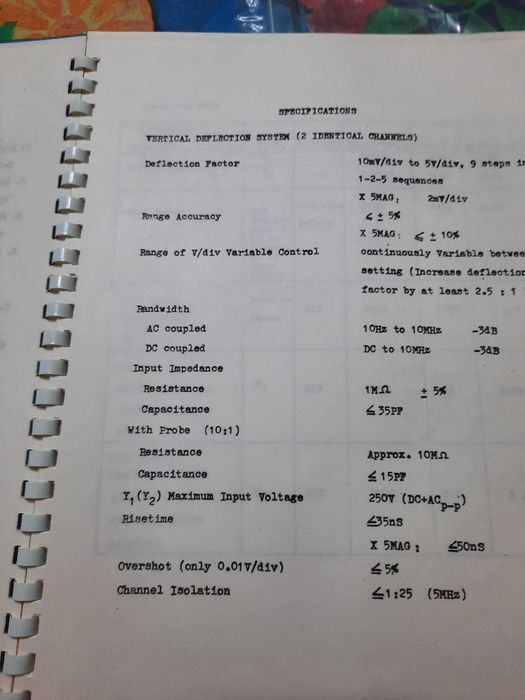 SPECIFICATIONS
VERTICAL DEFLECTION SYSTEM (2 IDENTICAL CHANNELS)
Deflection Factor 10mV/div to 5V/div, 9 steps in
1-2-5 sequences
X 5MAG; 2mV/div
Range Accuracy ≦ ± 5%
X 5MAG; ≦ ± 10%
Range of V/div Variable Control continuously Variable betwee
setting (Increase deflection
factor by at least 2.5 : 1
Bandwidth
AC coupled 10Hz to 10MHz -3dB
DC coupled DC to 10MHz -3dB
Input Impedance
Resistance 1MΩ ± 5%
Capacitance ≦ 35PF
With Probe (10:1)
Resistance Approx. 10MΩ
Capacitance ≦ 15PF
Y1(Y2) Maximum Input Voltage 250V (DC+ACp-p)
Risetime ≦35nS
X 5MAG ; ≦50nS
Overshot (only 0.01V/div) ≦ 5%
Channel Isolation ≦1:25 (5MHz)